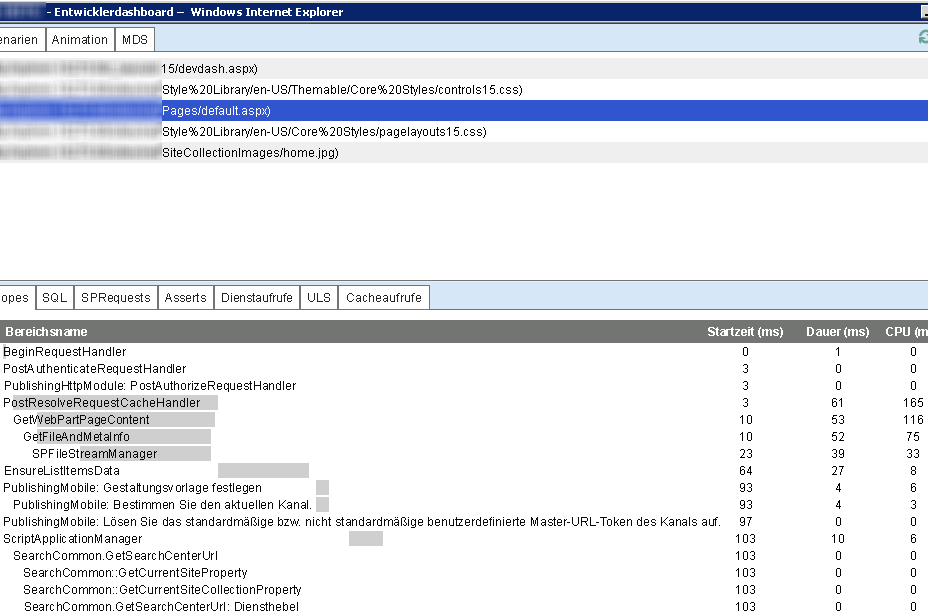 - Entwicklerdashboard – Windows Internet Explorer
enarien Animation MDS
15/devdash.aspx)
Style%20Library/en-US/Themable/Core%20Styles/controls15.css)
Pages/default.aspx)
Style%20Library/en-US/Core%20Styles/pagelayouts15.css)
SiteCollectionImages/home.jpg)
opes SQL SPRequests Asserts Dienstaufrufe ULS Cacheaufrufe
Bereichsname Startzeit (ms) Dauer (ms) CPU (m
BeginRequestHandler 0 1 0
PostAuthenticateRequestHandler 3 0 0
PublishingHttpModule: PostAuthorizeRequestHandler 3 0 0
PostResolveRequestCacheHandler 3 61 165
GetWebPartPageContent 10 53 116
GetFileAndMetaInfo 10 52 75
SPFileStreamManager 23 39 33
EnsureListItemsData 64 27 8
PublishingMobile: Gestaltungsvorlage festlegen 93 4 6
PublishingMobile: Bestimmen Sie den aktuellen Kanal. 93 4 3
PublishingMobile: Lösen Sie das standardmäßige bzw. nicht standardmäßige benutzerdefinierte Master-URL-Token des Kanals auf. 97 0 0
ScriptApplicationManager 103 10 6
SearchCommon.GetSearchCenterUrl 103 0 0
SearchCommon::GetCurrentSiteProperty 103 0 0
SearchCommon::GetCurrentSiteCollectionProperty 103 0 0
SearchCommon.GetSearchCenterUrl: Diensthebel 103 0 0